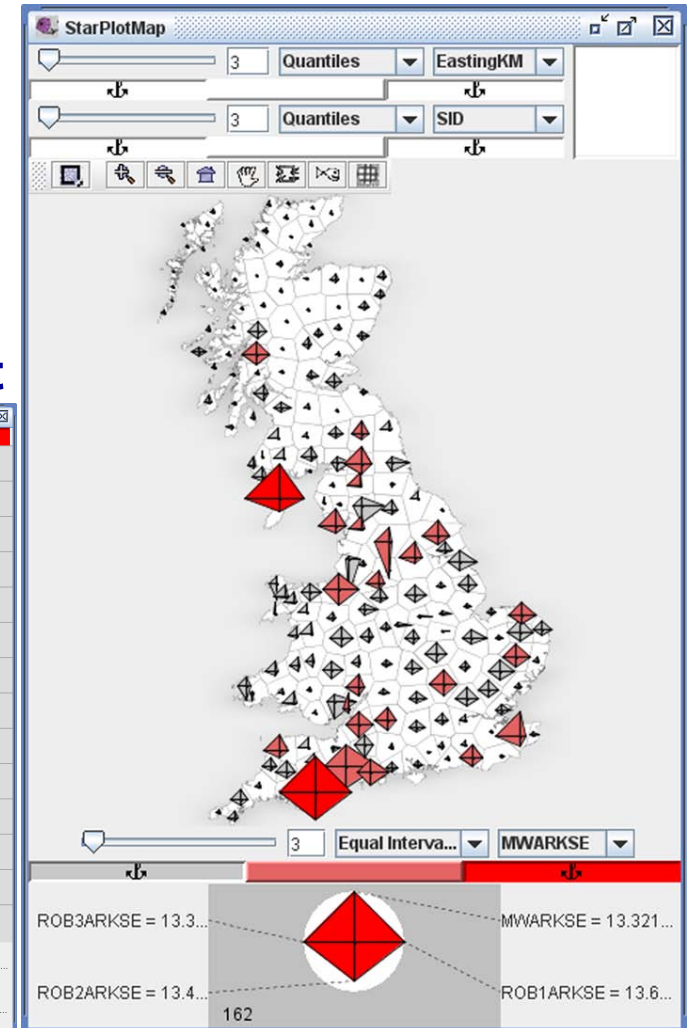 StarPlotMap
3 Quantiles EastingKM
3 Quantiles SID
3 Equal Interva... MWARKSE
ROB3ARKSE = 13.3...
MWARKSE = 13.321...
ROB2ARKSE = 13.4...
ROB1ARKSE = 13.6...
162